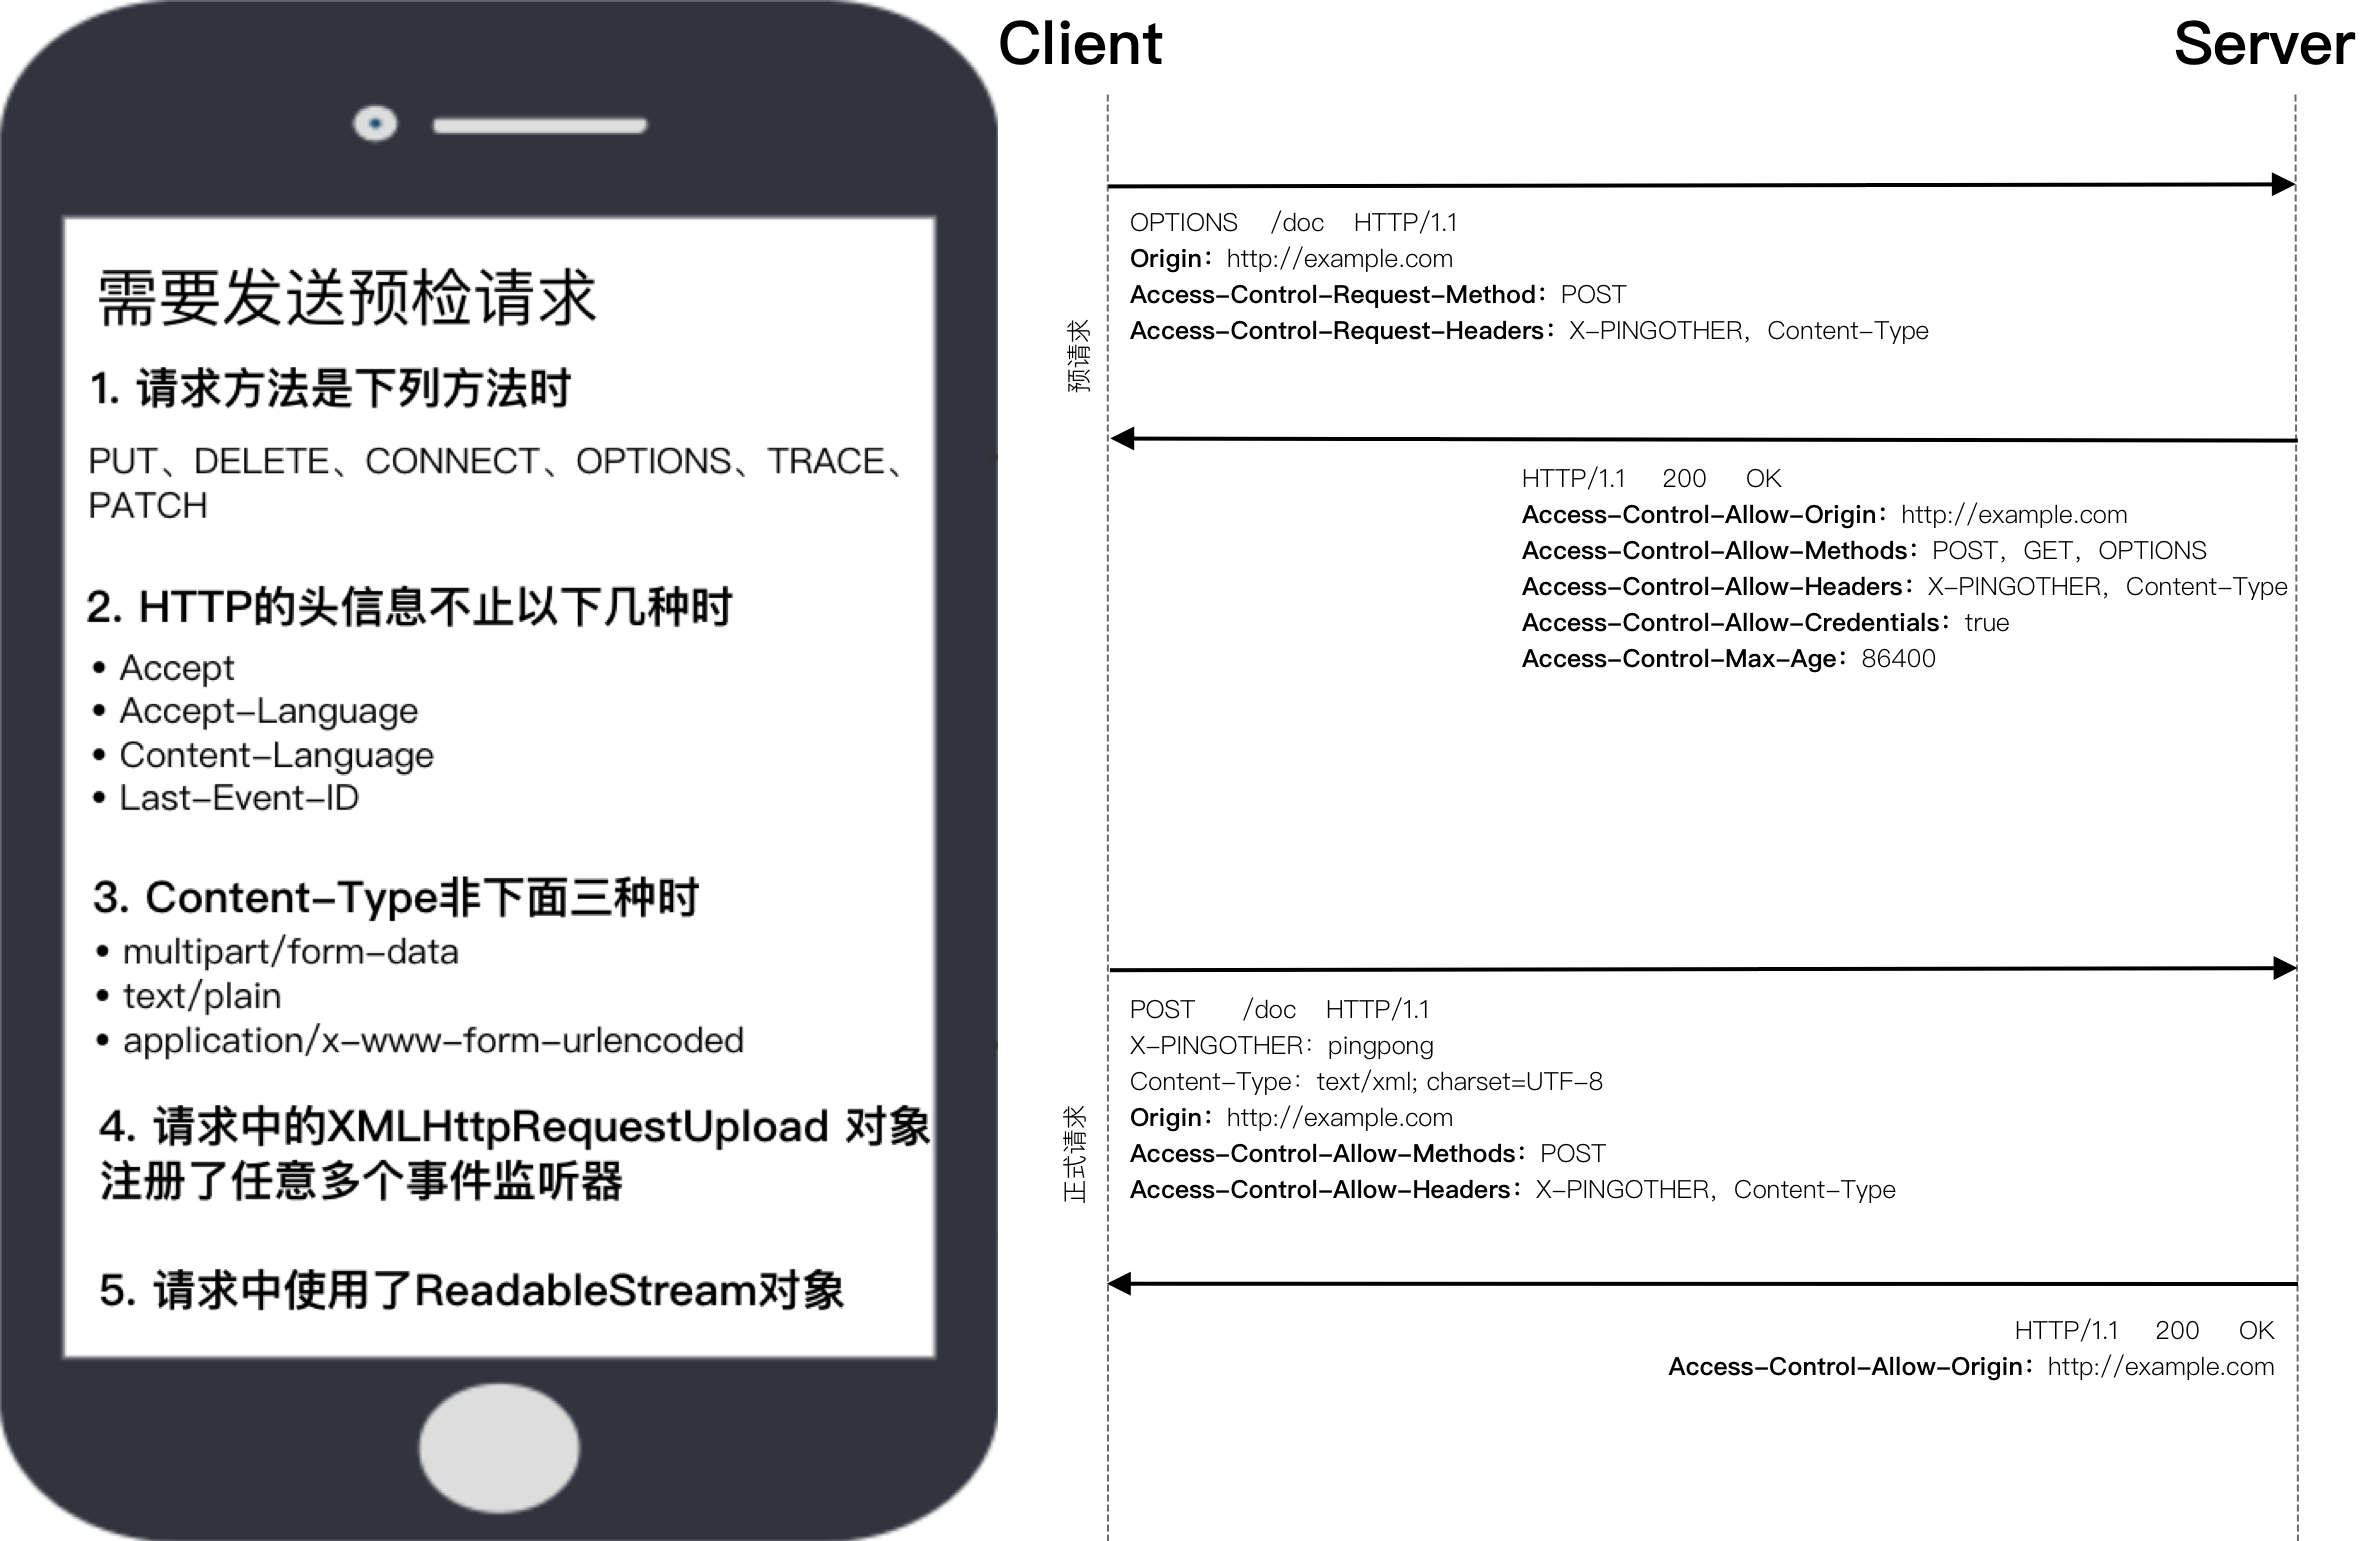 需要发送预检请求
1. 请求方法是下列方法时
PUT、DELETE、CONNECT、OPTIONS、TRACE、
PATCH
2. HTTP的头信息不止以下几种时
• Accept
• Accept-Language
• Content-Language
• Last-Event-ID
3. Content-Type非下面三种时
• multipart/form-data
• text/plain
• application/x-www-form-urlencoded
4. 请求中的XMLHttpRequestUpload 对象
注册了任意多个事件监听器
5. 请求中使用了ReadableStream对象
Client
Server
预请求
OPTIONS /doc HTTP/1.1
Origin：http://example.com
Access-Control-Request-Method：POST
Access-Control-Request-Headers：X-PINGOTHER，Content-Type
HTTP/1.1 200 OK
Access-Control-Allow-Origin：http://example.com
Access-Control-Allow-Methods：POST，GET，OPTIONS
Access-Control-Allow-Headers：X-PINGOTHER，Content-Type
Access-Control-Allow-Credentials：true
Access-Control-Max-Age：86400
正式请求
POST /doc HTTP/1.1
X-PINGOTHER：pingpong
Content-Type：text/xml; charset=UTF-8
Origin：http://example.com
Access-Control-Allow-Methods：POST
Access-Control-Allow-Headers：X-PINGOTHER，Content-Type
HTTP/1.1 200 OK
Access-Control-Allow-Origin：http://example.com